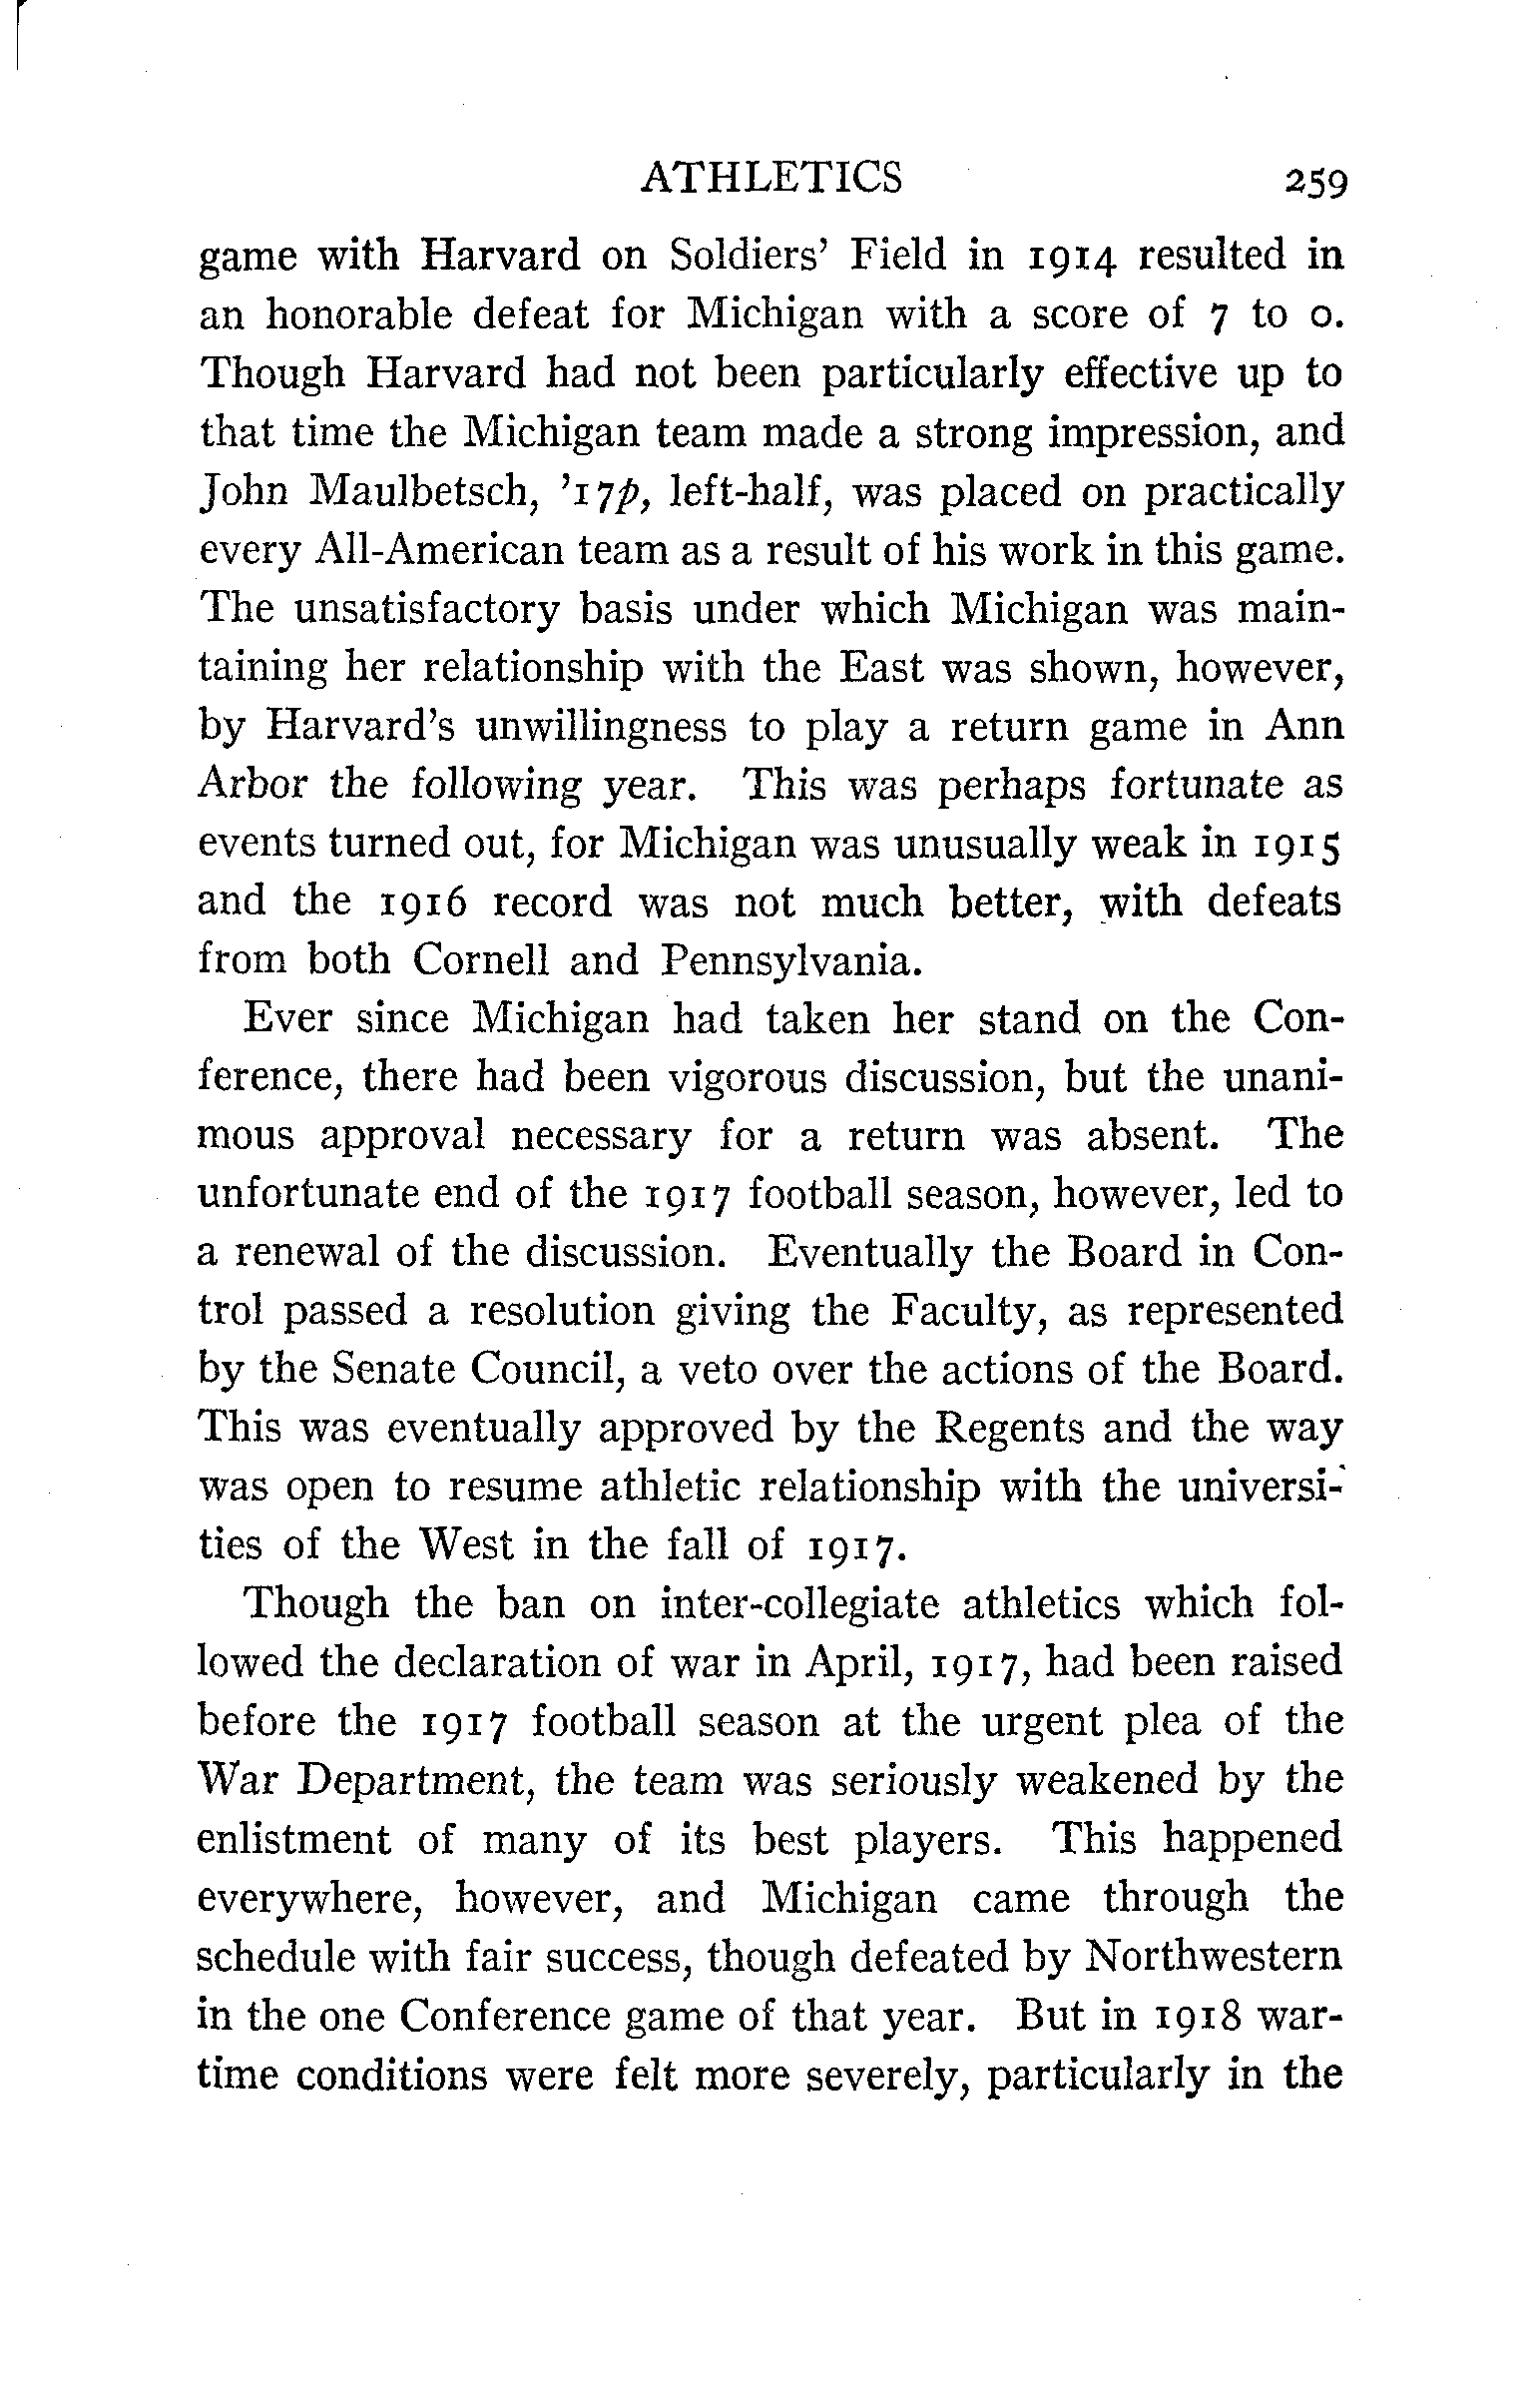 ATHLETICS 259
game with Harvard on Soldiers' Field in 1914 resulted in
an honorable defeat for Michigan with a score of 7 to 0.
Though Harvard had not been particularly effective up to
that time the Michigan team made a strong impression, and
John Maulbetsch, '17p, left-half, was placed on practically
every All-American team as a result of his work in this game.
The unsatisfactory basis under which Michigan was main-
taining her relationship with the East was shown, however,
by Harvard's unwillingness to play a return game in Ann
Arbor the following year. This was perhaps fortunate as
events turned out, for Michigan was unusually weak in 1915
and the 1916 record was not much better, with defeats
from both Cornell and Pennsylvania.
Ever since Michigan had taken her stand on the Con-
ference, there had been vigorous discussion, but the unani-
mous approval necessary for a return was absent. The
unfortunate end of the 1917 football season, however, led to
a renewal of the discussion. Eventually the Board in Con-
trol passed a resolution giving the Faculty, as represented
by the Senate Council, a veto over the actions of the Board.
This was eventually approved by the Regents and the way
was open to resume athletic relationship with the universi-
ties of the West in the fall of 1917.
Though the ban on inter-collegiate athletics which fol-
lowed the declaration of war in April, 1917, had been raised
before the 1917 football season at the urgent plea of the
War Department, the team was seriously weakened by the
enlistment of many of its best players. This happened
everywhere, however, and Michigan came through the
schedule with fair success, though defeated by Northwestern
in the one Conference game of that year. But in 1918 war-
time conditions were felt more severely, particularly in the